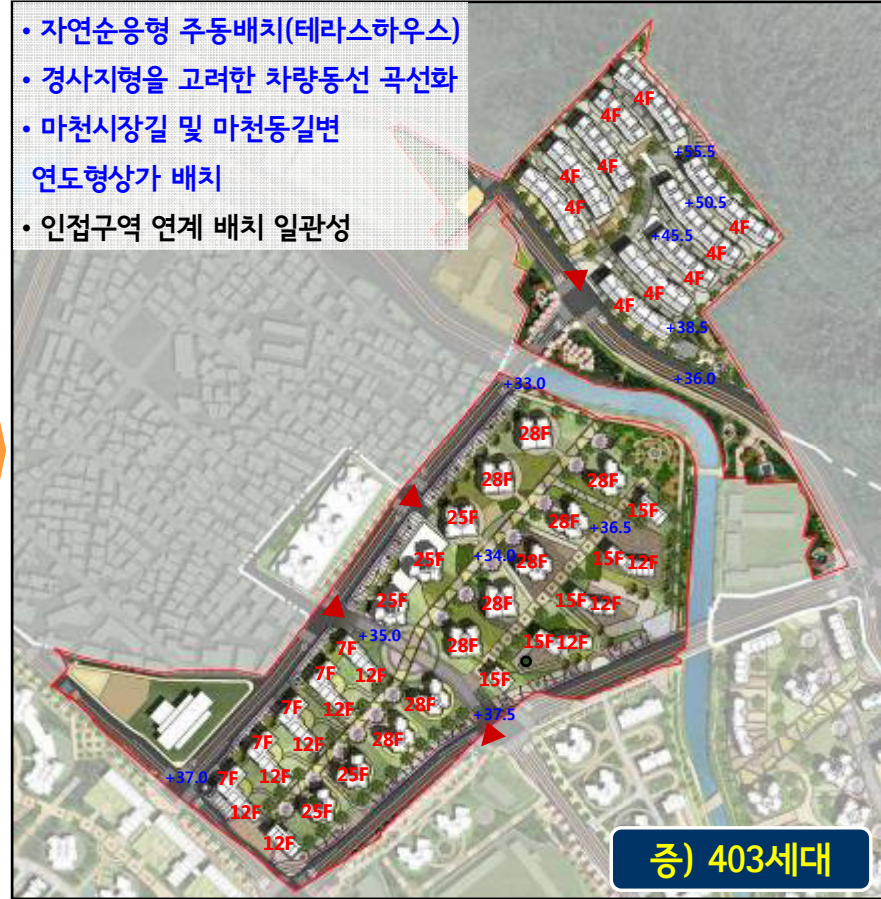 • 자연순응형 주동배치(테라스하우스)
• 경사지형을 고려한 차량동선 곡선화
• 마천시장길 및 마천동길변
연도형상가 배치
• 인접구역 연계 배치 일관성
4F
4F
4F
4F
4F
+55.5
+50.5
4F
+45.5
4F
4F
4F
4F
+38.5
+36.0
+33.0
28F
28F
28F
15F
25F
28F
+36.5
25F
+34.0
28F
15F
12F
25F
28F
15F
12F
+35.0
7F
28F
15F
12F
7F
12F
15F
7F
12F
28F
+37.5
7F
12F
28F
+37.0
7F
12F
25F
12F
25F
12F
증) 403세대